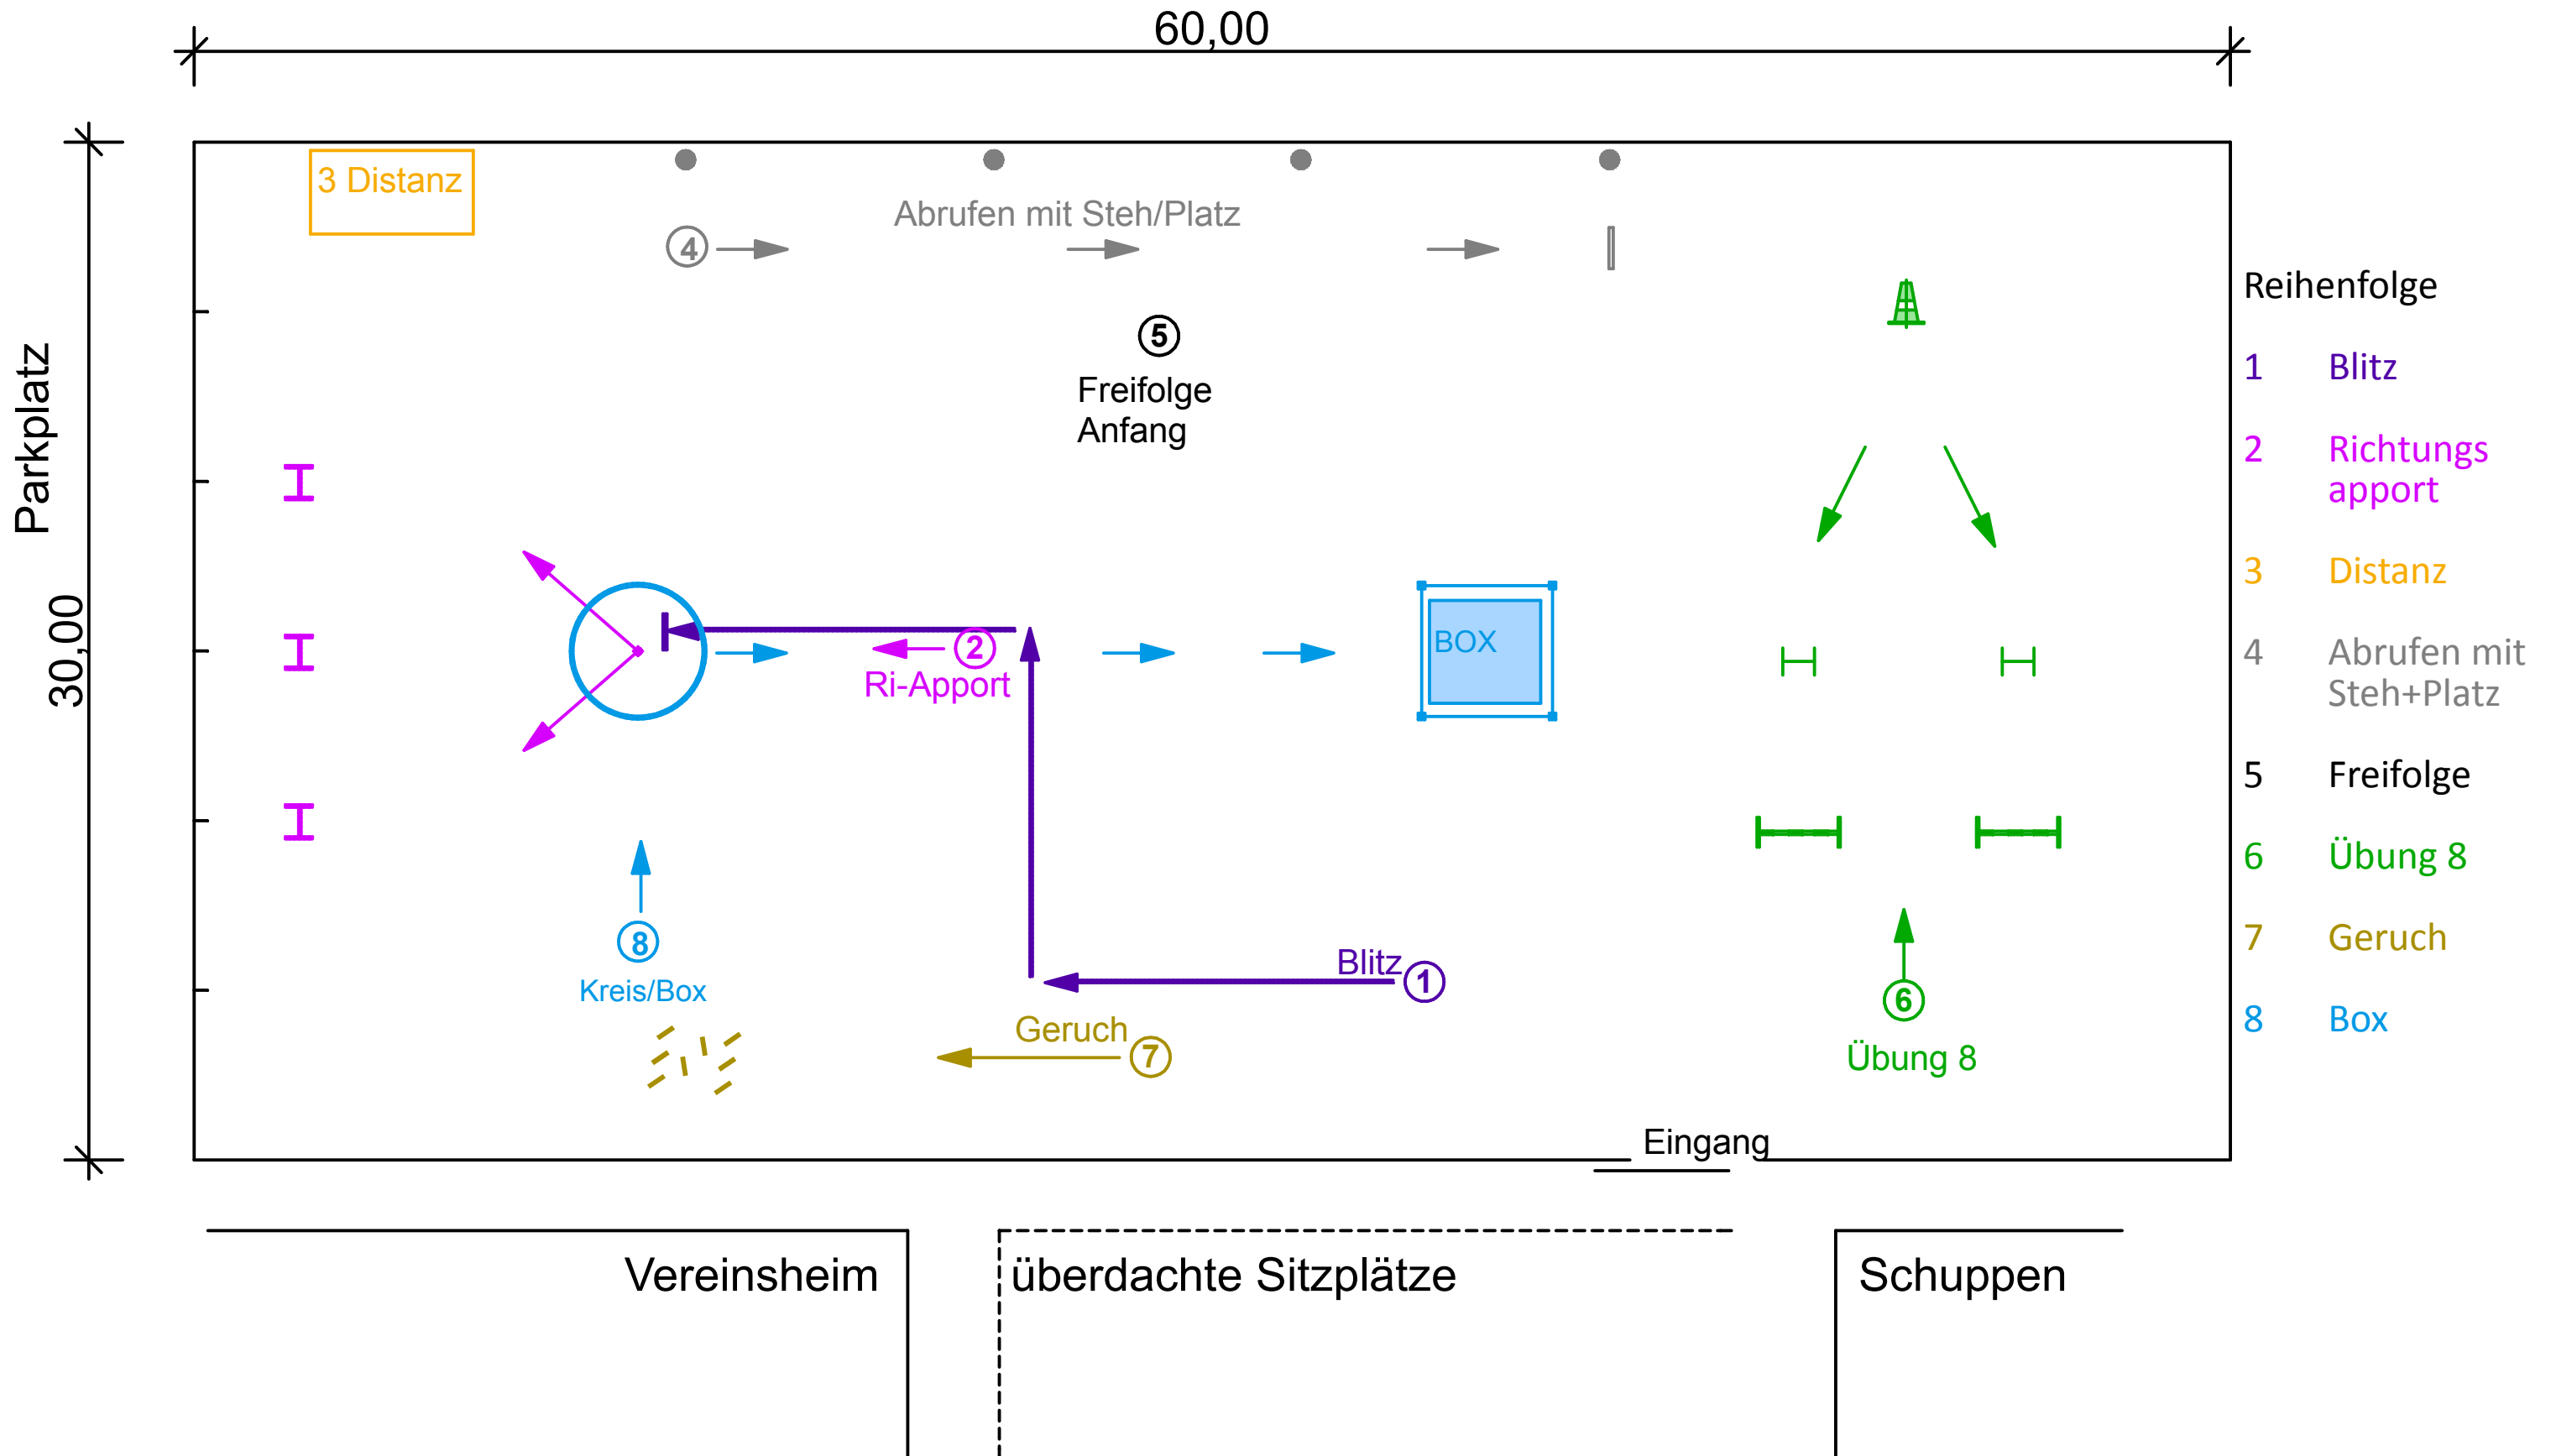 60,00
3 Distanz
Abrufen mit Steh/Platz
4
5
Freifolge
Anfang
Parkplatz
30,00
2
Ri-Apport
BOX
8
Kreis/Box
Blitz
1
Geruch
7
6
Übung 8
Eingang
Vereinsheim
überdachte Sitzplätze
Schuppen
Reihenfolge
1 Blitz
2 Richtungs
apport
3 Distanz
4 Abrufen mit
Steh+Platz
5 Freifolge
6 Übung 8
7 Geruch
8 Box